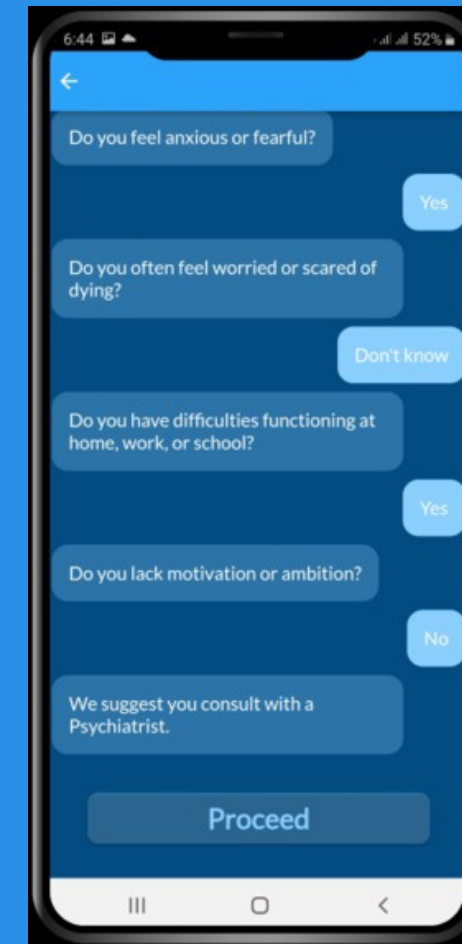 6:44 52%
Do you feel anxious or fearful?
Yes
Do you often feel worried or scared of
dying?
Don't know
Do you have difficulties functioning at
home, work, or school?
Yes
Do you lack motivation or ambition?
No
We suggest you consult with a
Psychiatrist.
Proceed